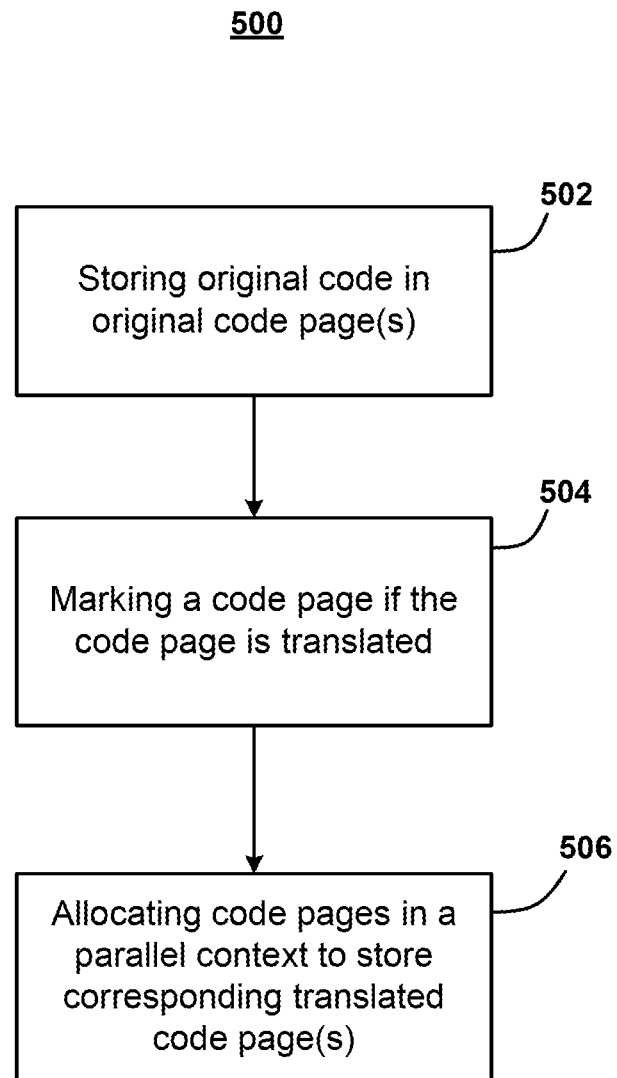 500
502
Storing original code in
original code page(s)
504
Marking a code page if the
code page is translated
506
Allocating code pages in a
parallel context to store
corresponding translated
code page(s)